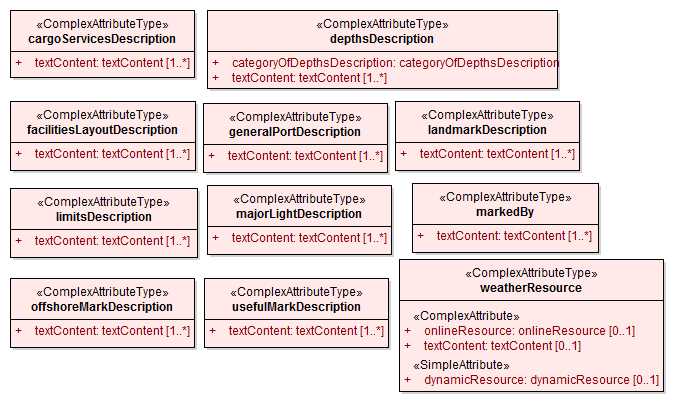 «ComplexAttributeType»
cargoServicesDescription
+ textContent: textContent [1..*]
«ComplexAttributeType»
depthsDescription
+ categoryOfDepthsDescription: categoryOfDepthsDescription
+ textContent: textContent [1..*]
«ComplexAttributeType»
facilitiesLayoutDescription
+ textContent: textContent [1..*]
«ComplexAttributeType»
generalPortDescription
+ textContent: textContent [1..*]
«ComplexAttributeType»
landmarkDescription
+ textContent: textContent [1..*]
«ComplexAttributeType»
limitsDescription
+ textContent: textContent [1..*]
«ComplexAttributeType»
majorLightDescription
+ textContent: textContent [1..*]
«ComplexAttributeType»
markedBy
+ textContent: textContent [1..*]
«ComplexAttributeType»
offshoreMarkDescription
+ textContent: textContent [1..*]
«ComplexAttributeType»
usefulMarkDescription
+ textContent: textContent [1..*]
«ComplexAttributeType»
weatherResource
«ComplexAttribute»
+ onlineResource: onlineResource [0..1]
+ textContent: textContent [0..1]
«SimpleAttribute»
+ dynamicResource: dynamicResource [0..1]